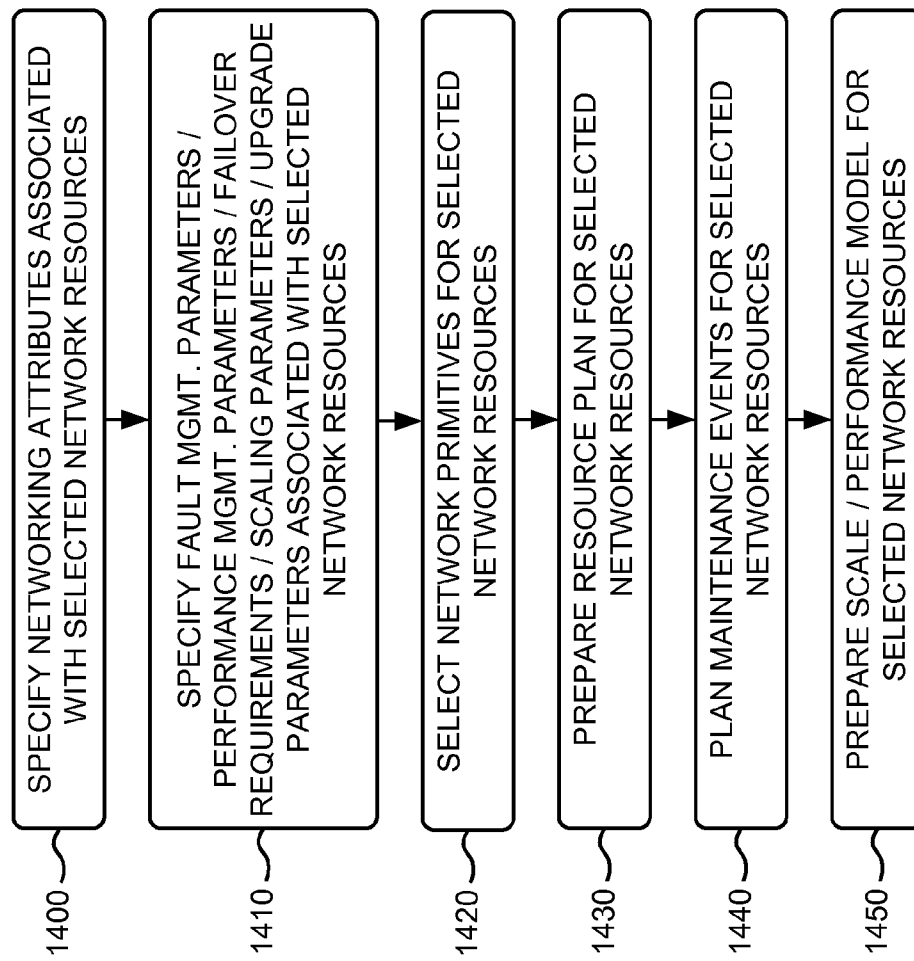 1400
SPECIFY NETWORKING ATTRIBUTES ASSOCIATED
WITH SELECTED NETWORK RESOURCES
1410
SPECIFY FAULT MGMT. PARAMETERS /
PERFORMANCE MGMT. PARAMETERS / FAILOVER
REQUIREMENTS / SCALING PARAMETERS / UPGRADE
PARAMETERS ASSOCIATED WITH SELECTED
NETWORK RESOURCES
1420
SELECT NETWORK PRIMITIVES FOR SELECTED
NETWORK RESOURCES
1430
PREPARE RESOURCE PLAN FOR SELECTED
NETWORK RESOURCES
1440
PLAN MAINTENANCE EVENTS FOR SELECTED
NETWORK RESOURCES
1450
PREPARE SCALE / PERFORMANCE MODEL FOR
SELECTED NETWORK RESOURCES